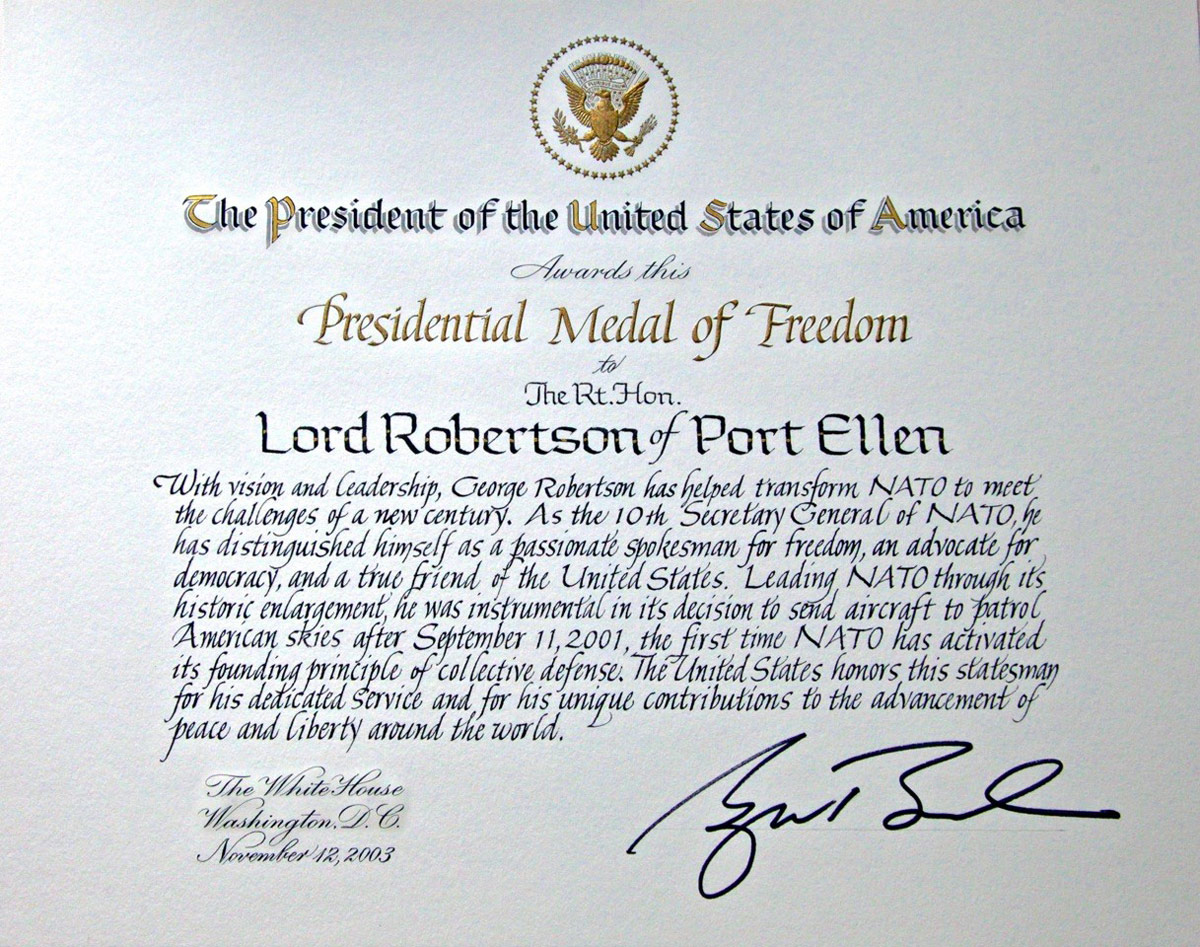 The President of the United States of America
Awards this
Presidential Medal of Freedom
to
The Rt. Hon.
Lord Robertson of Port Ellen
With vision and leadership, George Robertson has helped transform NATO to meet
the challenges of a new century. As the 10th Secretary General of NATO, he
has distinguished himself as a passionate spokesman for freedom, an advocate for
democracy, and a true friend of the United States. Leading NATO through its
historic enlargement, he was instrumental in its decision to send aircraft to patrol
American skies after September 11, 2001, the first time NATO has activated
its founding principle of collective defense. The United States honors this statesman
for his dedicated service and for his unique contributions to the advancement of
peace and liberty around the world.
The White House
Washington, D.C.
November 12, 2003